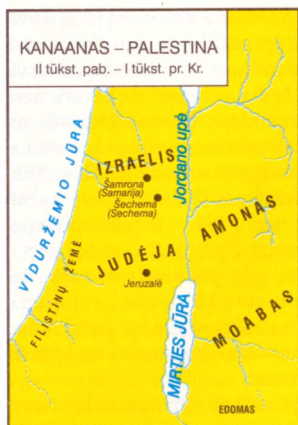 KANAANAS – PALESTINA
II tūkst. pab. – I tūkst. pr. Kr.
VIDURŽEMIO JŪRA
Jordano upė
IZRAELIS
Šamrona
(Samarija)
Šechema
(Sechema)
AMONAS
JUDĖJA
FILISTINŲ ŽEMĖ
Jeruzalė
MIRTIES JŪRA
MOABAS
EDOMAS